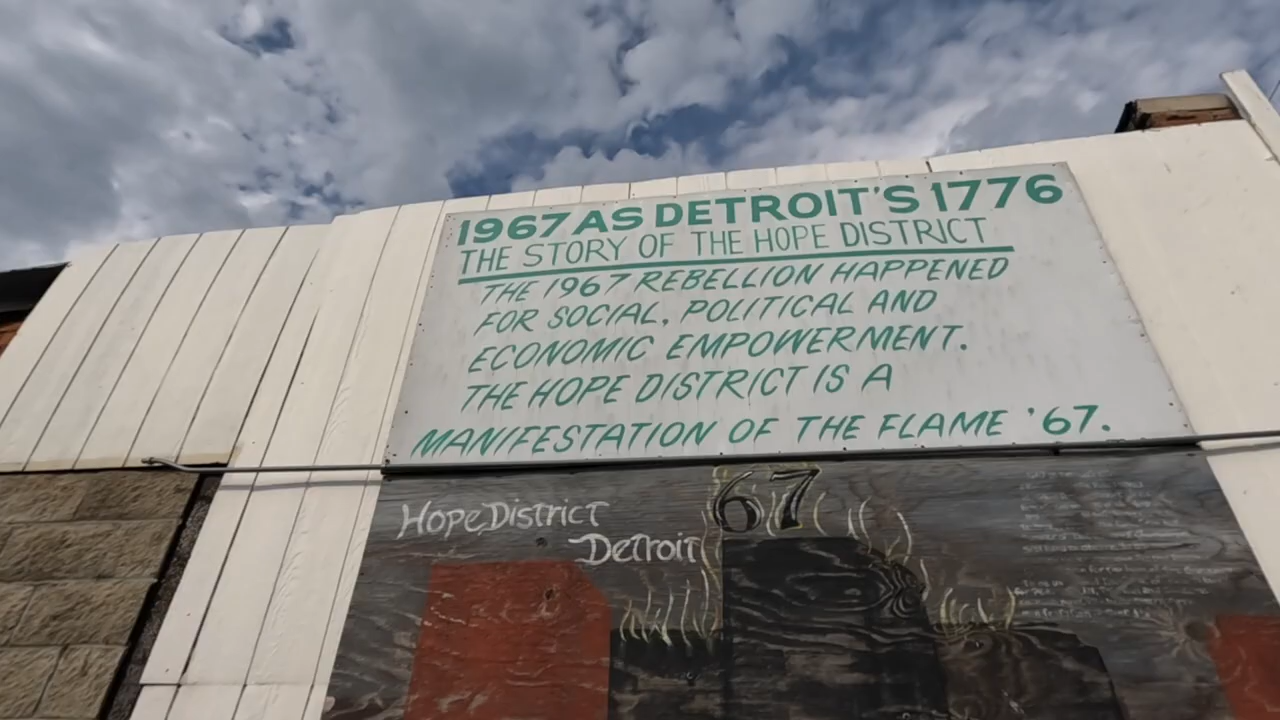 1967 AS DETROIT'S 1776
THE STORY OF THE HOPE DISTRICT
THE 1967 REBELLION HAPPENED
FOR SOCIAL, POLITICAL AND
ECONOMIC EMPOWERMENT.
THE HOPE DISTRICT IS A
MANIFESTATION OF THE FLAME '67.
67
Hope District
Detroit